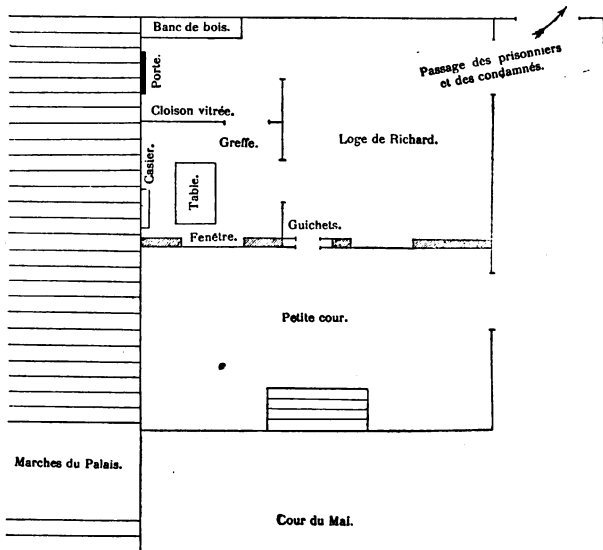 Banc de bois.
Passage des prisonniers
et des condamnés.
Porte.
Cloison vitrée.
Greffe.
Loge de Richard.
Casier.
Table.
Fenêtre.
Guichets.
Petite cour.
Marches du Palais.
Cour du Mai.